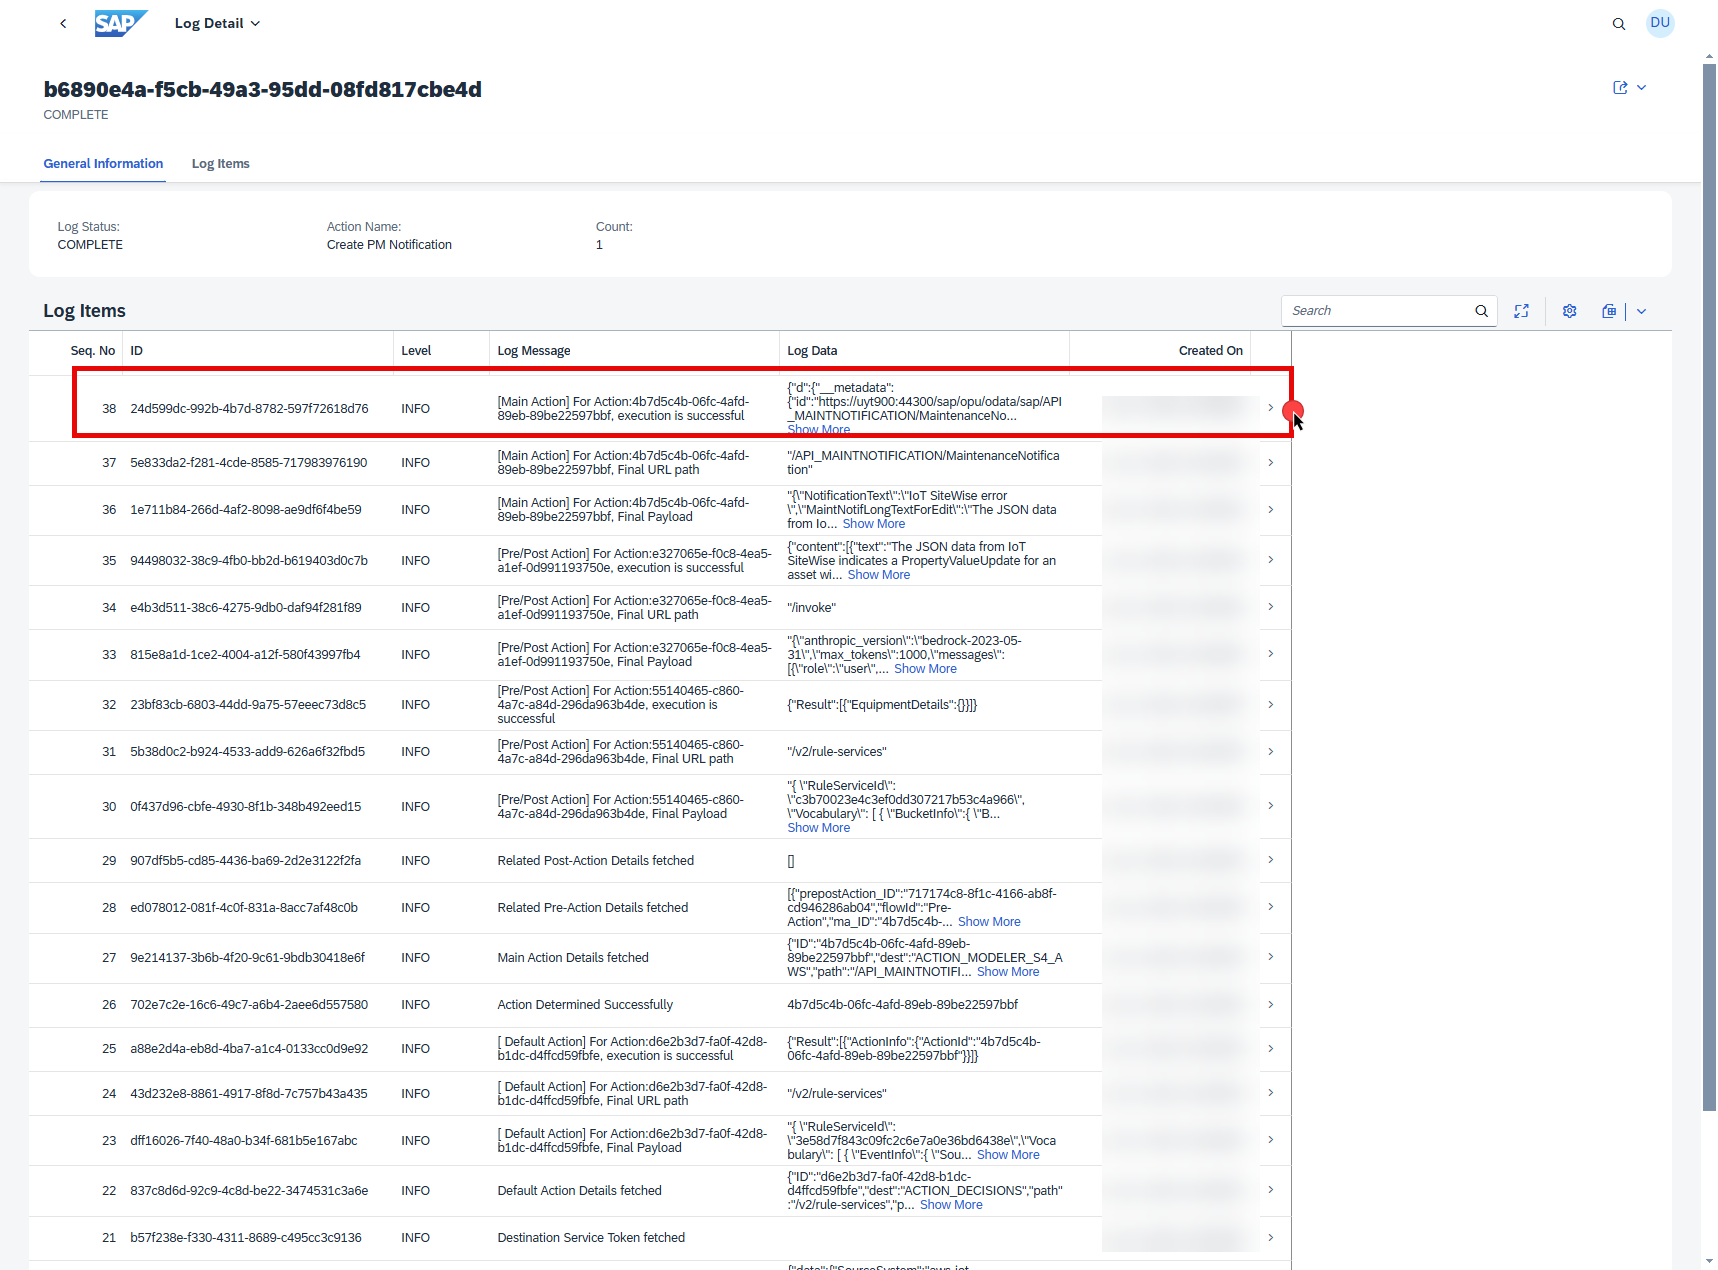 SAP Log Detail DU
b6890e4a-f5cb-49a3-95dd-08fd817cbe4d
COMPLETE
General Information Log Items
Log Status: Action Name: Count:
COMPLETE Create PM Notification 1
Log Items Search
Seq. No ID Level Log Message Log Data Created On
38 24d599dc-992b-4b7d-8782-597f72618d76 INFO
[Main Action] For Action:4b7d5c4b-06fc-4afd-
89eb-89be22597bbf, execution is successful
{"d":{"__metadata":
{"id":"https://uyt900:44300/sap/opu/odata/sap/API
_MAINTNOTIFICATION/MaintenanceNo...
Show More
37 5e833da2-f281-4cde-8585-717983976190 INFO
[Main Action] For Action:4b7d5c4b-06fc-4afd-
89eb-89be22597bbf, Final URL path
"/API_MAINTNOTIFICATION/MaintenanceNotifica
tion"
36 1e711b84-266d-4af2-8098-ae9df6f4be59 INFO
[Main Action] For Action:4b7d5c4b-06fc-4afd-
89eb-89be22597bbf, Final Payload
"{\"NotificationText\":\"IoT SiteWise error
\",\"MaintNotifLongTextForEdit\":\"The JSON data
from Io... Show More
35 94498032-38c9-4fb0-bb2d-b619403d0c7b INFO
[Pre/Post Action] For Action:e327065e-f0c8-4ea5-
a1ef-0d991193750e, execution is successful
{"content":[{"text":"The JSON data from IoT
SiteWise indicates a PropertyValueUpdate for an
asset wi... Show More
34 e4b3d511-38c6-4275-9db0-daf94f281f89 INFO
[Pre/Post Action] For Action:e327065e-f0c8-4ea5-
a1ef-0d991193750e, Final URL path
"/invoke"
33 815e8a1d-1ce2-4004-a12f-580f43997fb4 INFO
[Pre/Post Action] For Action:e327065e-f0c8-4ea5-
a1ef-0d991193750e, Final Payload
"{\"anthropic_version\":\"bedrock-2023-05-
31\",\"max_tokens\":1000,\"messages\":
[{\"role\":\"user\",... Show More
32 23bf83cb-6803-44dd-9a75-57eeec73d8c5 INFO
[Pre/Post Action] For Action:55140465-c860-
4a7c-a84d-296da963b4de, execution is
successful
{"Result":[{"EquipmentDetails":{}}]}
31 5b38d0c2-b924-4533-add9-626a6f32fbd5 INFO
[Pre/Post Action] For Action:55140465-c860-
4a7c-a84d-296da963b4de, Final URL path
"/v2/rule-services"
30 0f437d96-cbfe-4930-8f1b-348b492eed15 INFO
[Pre/Post Action] For Action:55140465-c860-
4a7c-a84d-296da963b4de, Final Payload
"{ \"RuleServiceId\":
\"c3b70023e4c3ef0dd307217b53c4a966\",
\"Vocabulary\": [ { \"BucketInfo\":{ \"B...
Show More
29 907df5b5-cd85-4436-ba69-2d2e3122f2fa INFO Related Post-Action Details fetched []
28 ed078012-081f-4c0f-831a-8acc7af48c0b INFO Related Pre-Action Details fetched
[{"prepostAction_ID":"717174c8-8f1c-4166-ab8f-
cd946286ab04","flowId":"Pre-
Action","ma_ID":"4b7d5c4b-... Show More
27 9e214137-3b6b-4f20-9c61-9bdb30418e6f INFO Main Action Details fetched
{"ID":"4b7d5c4b-06fc-4afd-89eb-
89be22597bbf","dest":"ACTION_MODELER_S4_A
WS","path":"/API_MAINTNOTIFI... Show More
26 702e7c2e-16c6-49c7-a6b4-2aee6d557580 INFO Action Determined Successfully 4b7d5c4b-06fc-4afd-89eb-89be22597bbf
25 a88e2d4a-eb8d-4ba7-a1c4-0133cc0d9e92 INFO
[ Default Action] For Action:d6e2b3d7-fa0f-42d8-
b1dc-d4ffcd59fbfe, execution is successful
{"Result":[{"ActionInfo":{"ActionId":"4b7d5c4b-
06fc-4afd-89eb-89be22597bbf"}}]}
24 43d232e8-8861-4917-8f8d-7c757b43a435 INFO
[ Default Action] For Action:d6e2b3d7-fa0f-42d8-
b1dc-d4ffcd59fbfe, Final URL path
"/v2/rule-services"
23 dff16026-7f40-48a0-b34f-681b5e167abc INFO
[ Default Action] For Action:d6e2b3d7-fa0f-42d8-
b1dc-d4ffcd59fbfe, Final Payload
"{ \"RuleServiceId\":
\"3e58d7f843c09fc2c6e7a0e36bd6438e\",\"Voca
bulary\": [ { \"EventInfo\":{ \"Sou... Show More
22 837c8d6d-92c9-4c8d-be22-3474531c3a6e INFO Default Action Details fetched
{"ID":"d6e2b3d7-fa0f-42d8-b1dc-
d4ffcd59fbfe","dest":"ACTION_DECISIONS","path"
:"/v2/rule-services","p... Show More
21 b57f238e-f330-4311-8689-c495cc3c9136 INFO Destination Service Token fetched